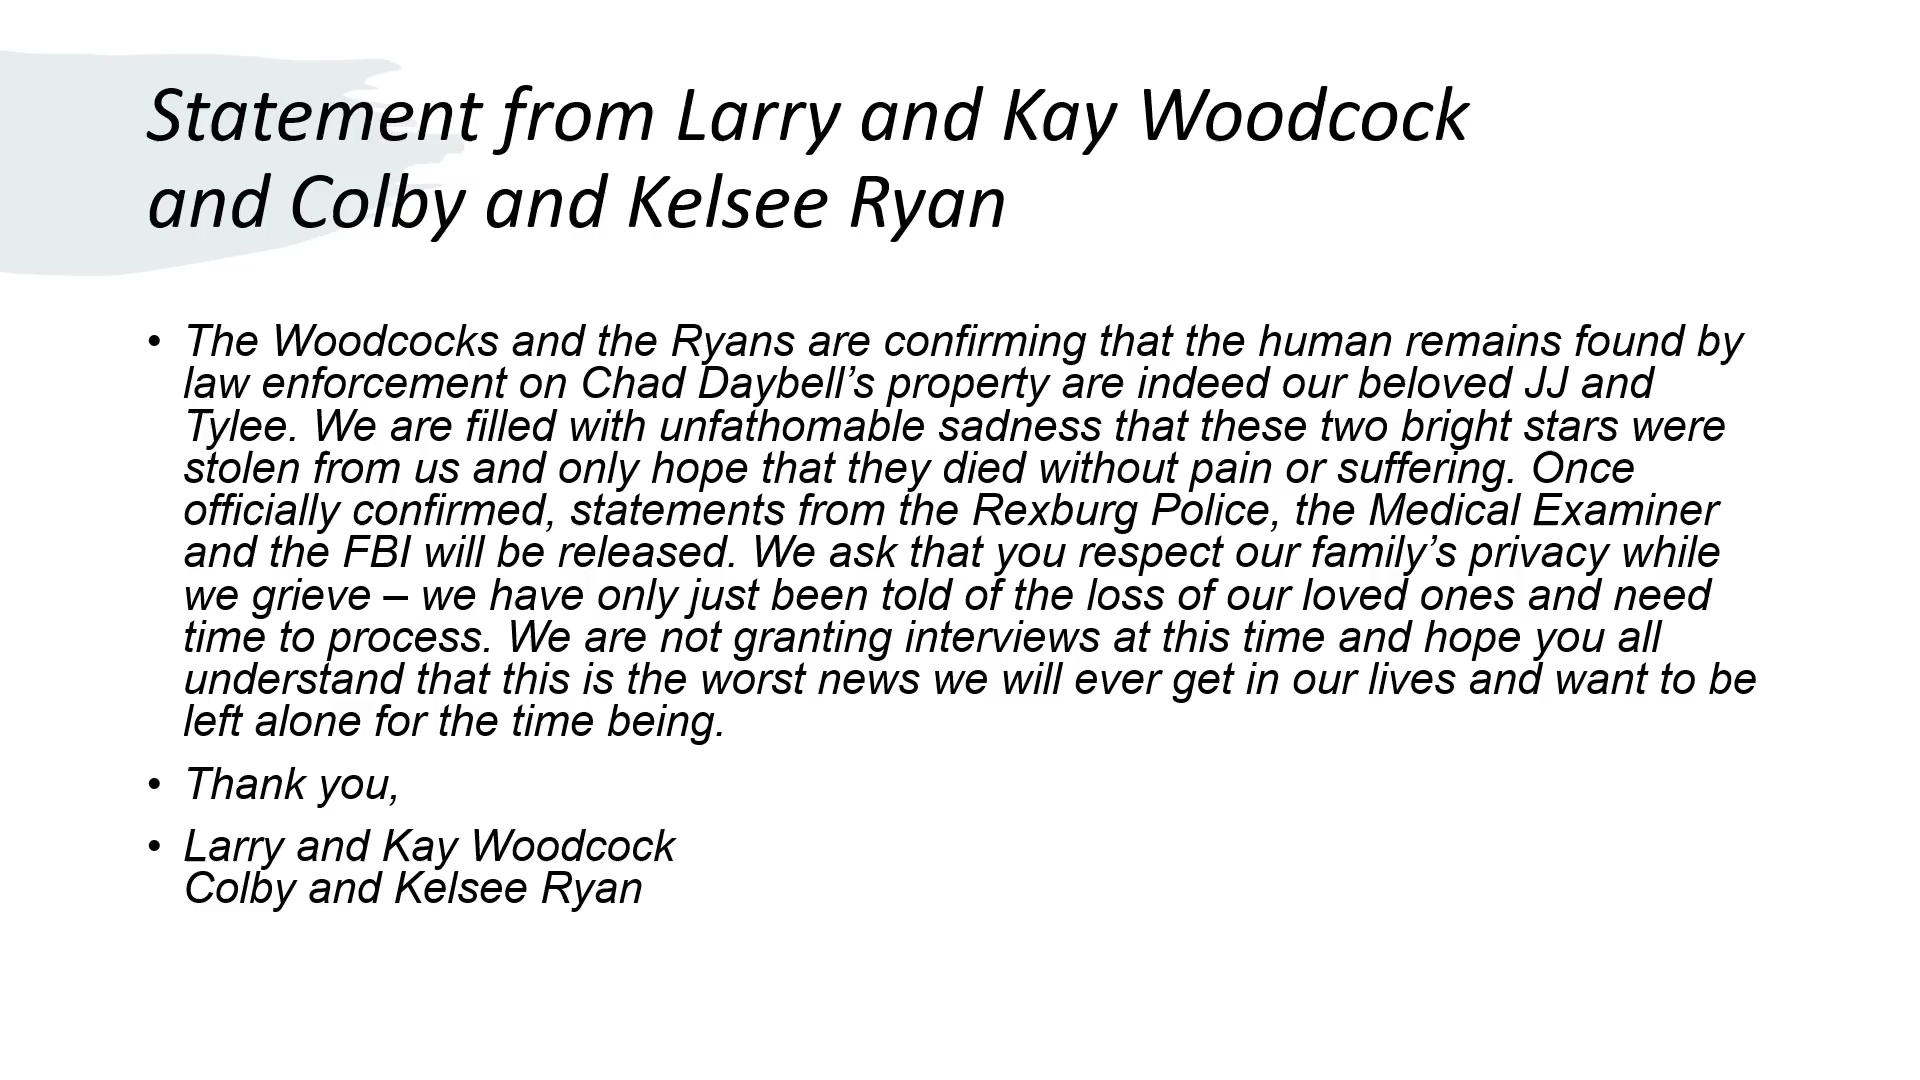 Statement from Larry and Kay Woodcock
and Colby and Kelsee Ryan
• The Woodcocks and the Ryans are confirming that the human remains found by
law enforcement on Chad Daybell’s property are indeed our beloved JJ and
Tylee. We are filled with unfathomable sadness that these two bright stars were
stolen from us and only hope that they died without pain or suffering. Once
officially confirmed, statements from the Rexburg Police, the Medical Examiner
and the FBI will be released. We ask that you respect our family’s privacy while
we grieve – we have only just been told of the loss of our loved ones and need
time to process. We are not granting interviews at this time and hope you all
understand that this is the worst news we will ever get in our lives and want to be
left alone for the time being.
• Thank you,
• Larry and Kay Woodcock
Colby and Kelsee Ryan